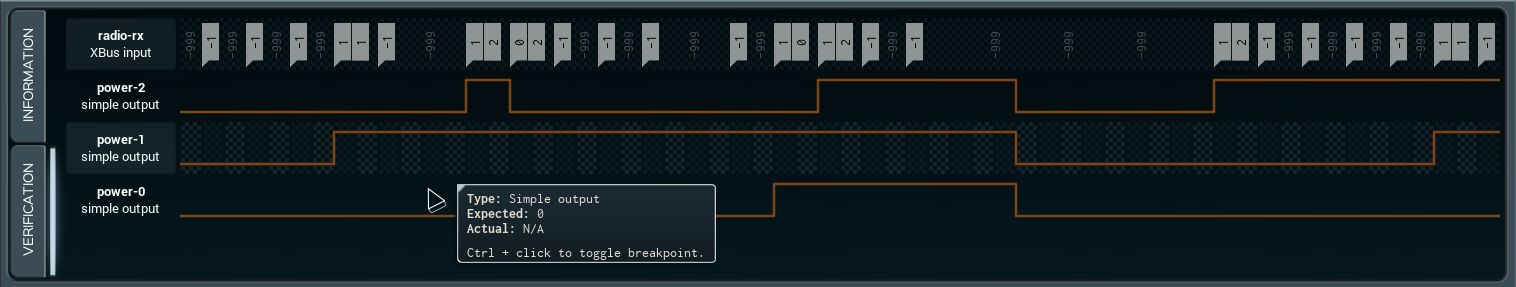 INFORMATION
VERIFICATION
radio-rx
XBus input
-999 -1 -999 -1 -999 -1 -999 1 1 -1 -999 1 2 0 2 -1 -999 -1 -999 -1 -999 -1 -999 1 0 1 2 -1 -999 -1 -999 -999 -999 1 2 -1 -999 -1 -999 -1 -999 -1 -999 1 1 -1
power-2
simple output
power-1
simple output
power-0
simple output
Type: Simple output
Expected: 0
Actual: N/A
Ctrl + click to toggle breakpoint.